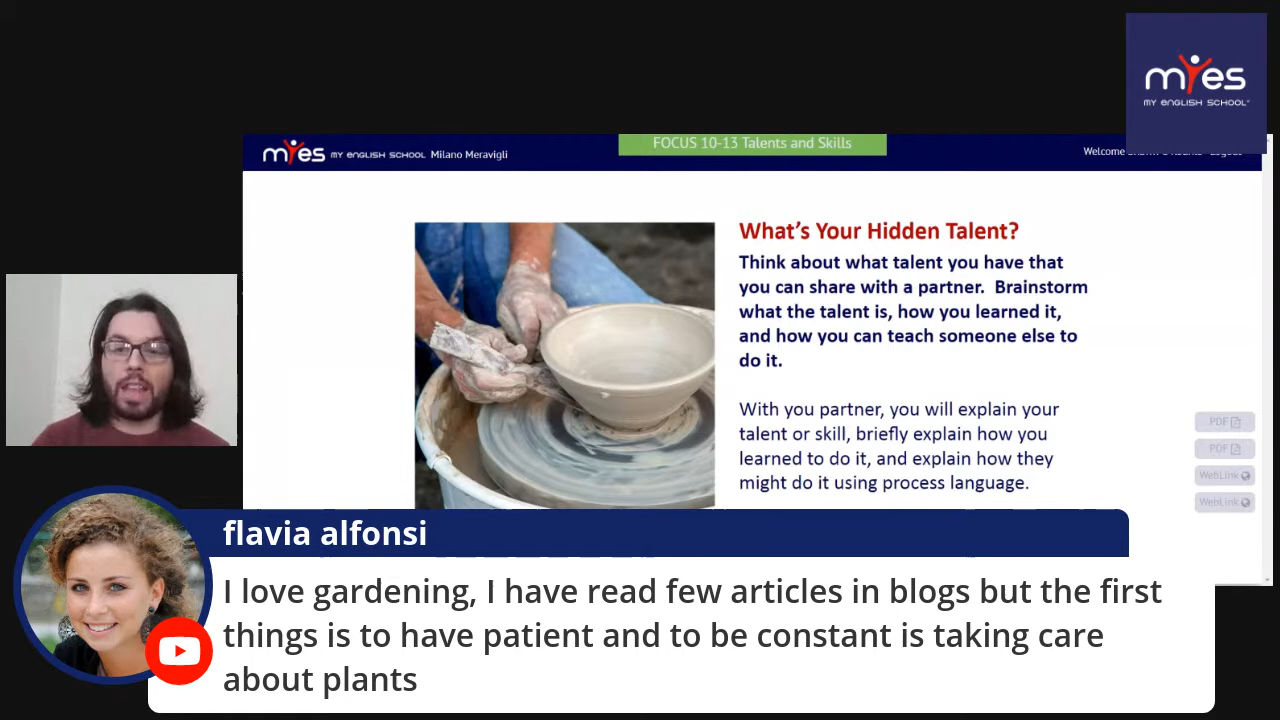 myes
MY ENGLISH SCHOOL
myes MY ENGLISH SCHOOL Milano Meravigli
FOCUS 10-13 Talents and Skills
Welcome
What's Your Hidden Talent?
Think about what talent you have that
you can share with a partner. Brainstorm
what the talent is, how you learned it,
and how you can teach someone else to
do it.
With you partner, you will explain your
talent or skill, briefly explain how you
learned to do it, and explain how they
might do it using process language.
PDF
PDF
WebLink
WebLink
flavia alfonsi
I love gardening, I have read few articles in blogs but the first
things is to have patient and to be constant is taking care
about plants